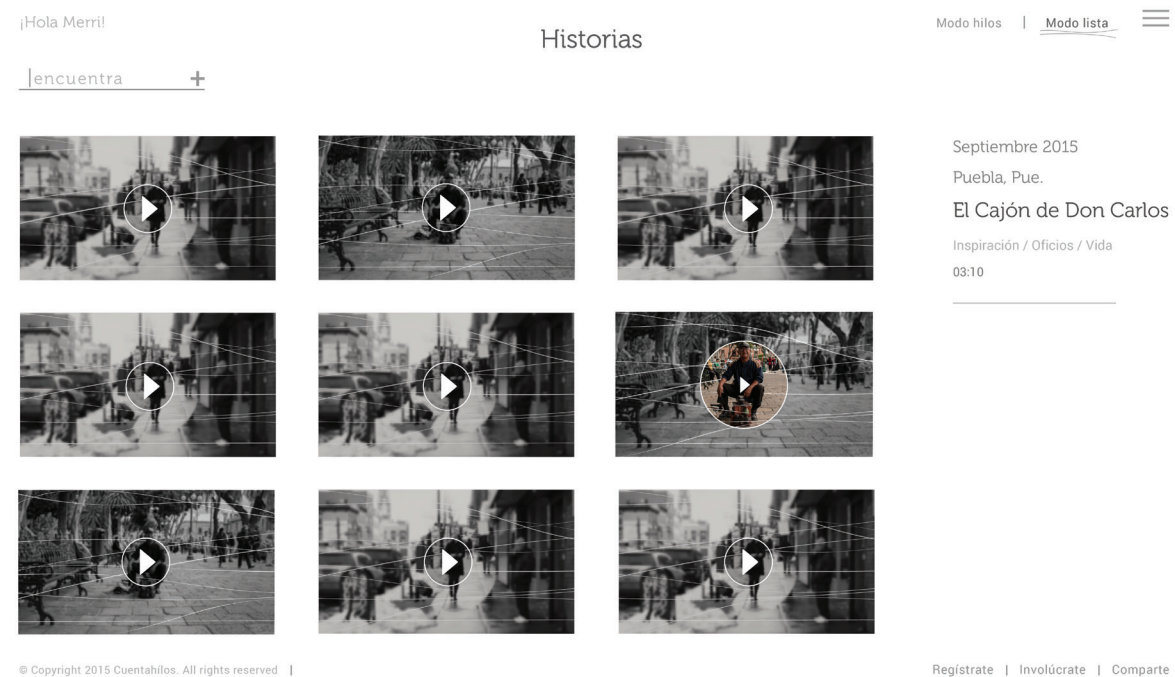 ¡Hola Merri!
Historias
Modo hilos | Modo lista
encuentra +
Septiembre 2015
Puebla, Pue.
El Cajón de Don Carlos
Inspiración / Oficios / Vida
03:10
© Copyright 2015 Cuentahílos. All rights reserved |
Regístrate | Involúcrate | Comparte